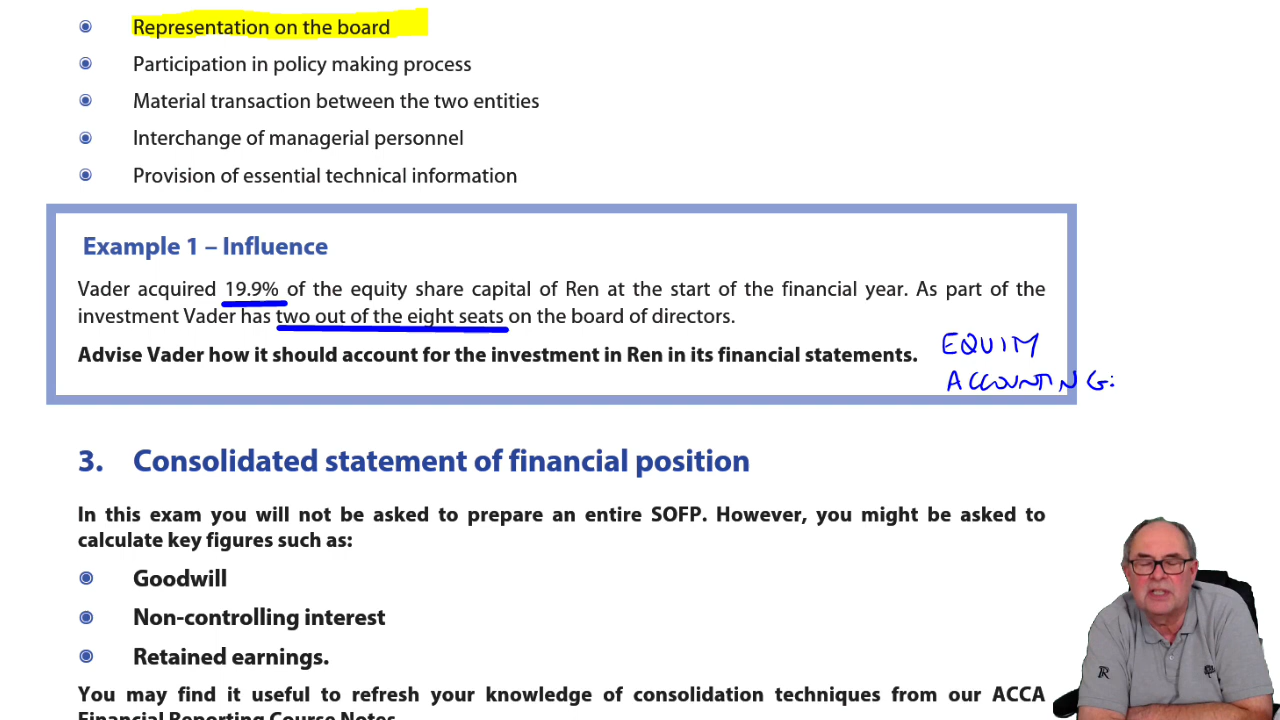 Representation on the board
Participation in policy making process
Material transaction between the two entities
Interchange of managerial personnel
Provision of essential technical information
Example 1 – Influence
Vader acquired 19.9% of the equity share capital of Ren at the start of the financial year. As part of the
investment Vader has two out of the eight seats on the board of directors.
Advise Vader how it should account for the investment in Ren in its financial statements.
EQUITY
ACCOUNTING:
3. Consolidated statement of financial position
In this exam you will not be asked to prepare an entire SOFP. However, you might be asked to
calculate key figures such as:
Goodwill
Non-controlling interest
Retained earnings.
You may find it useful to refresh your knowledge of consolidation techniques from our ACCA
Financial Reporting Course Notes